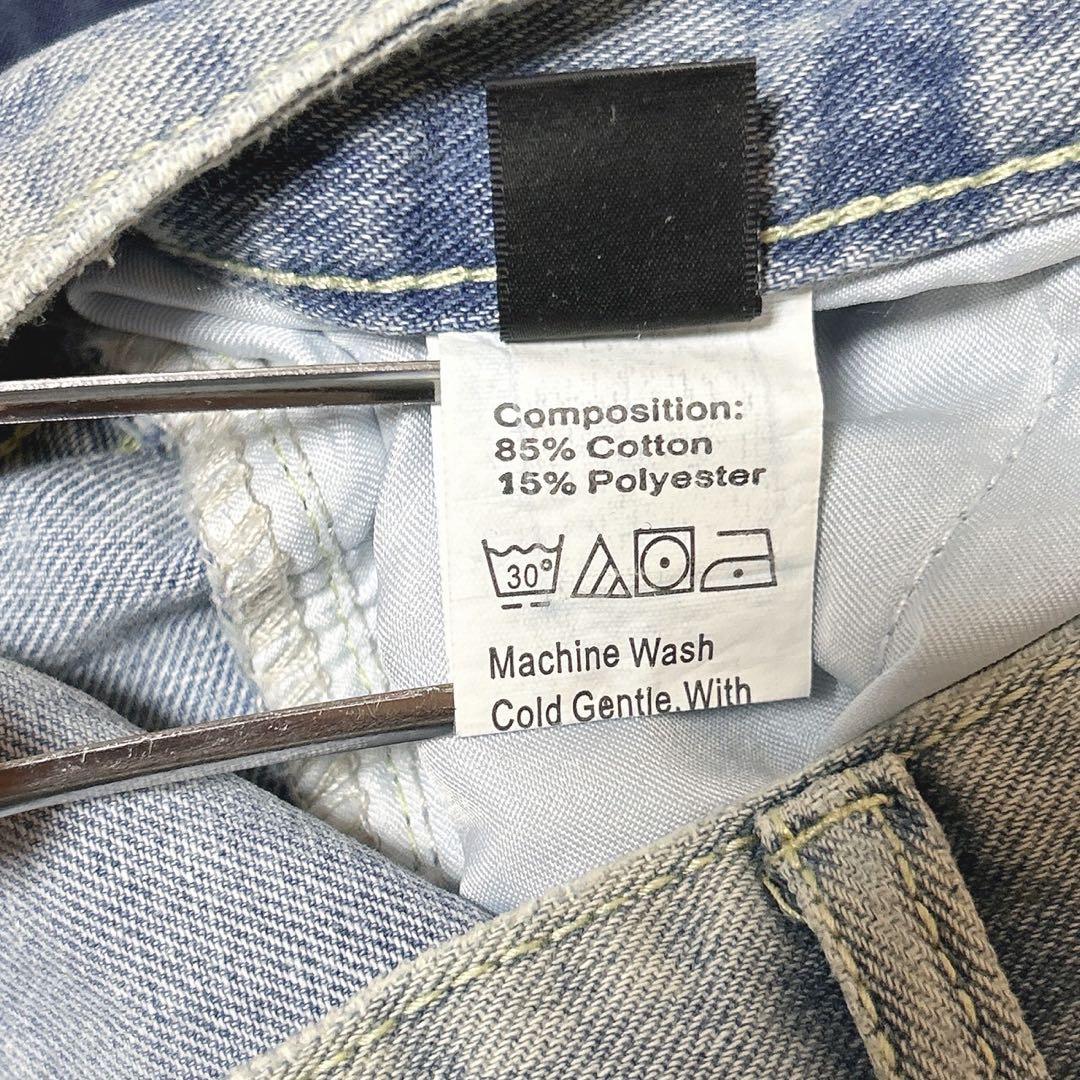 Composition:
85% Cotton
15% Polyester
30°
Machine Wash
Cold Gentle.With